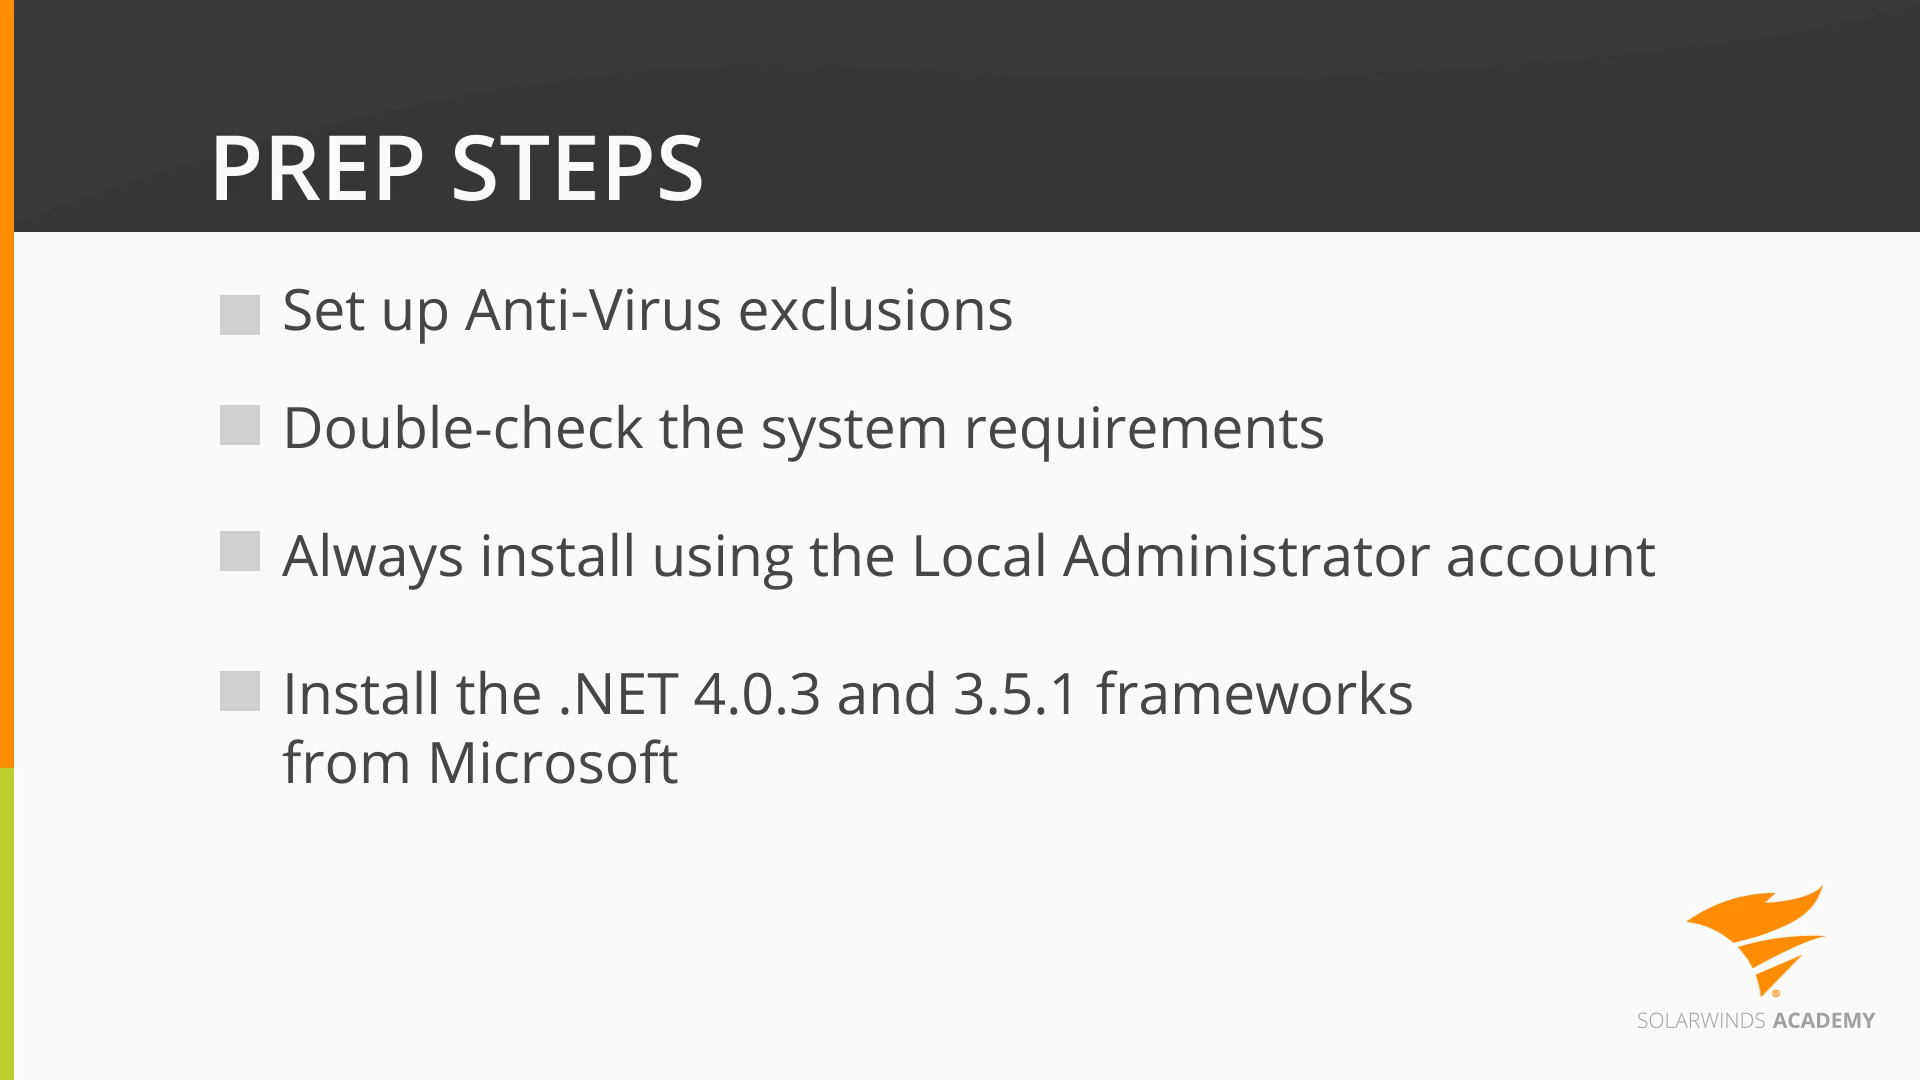 PREP STEPS
Set up Anti-Virus exclusions
Double-check the system requirements
Always install using the Local Administrator account
Install the .NET 4.0.3 and 3.5.1 frameworks
from Microsoft
®
SOLARWINDS ACADEMY